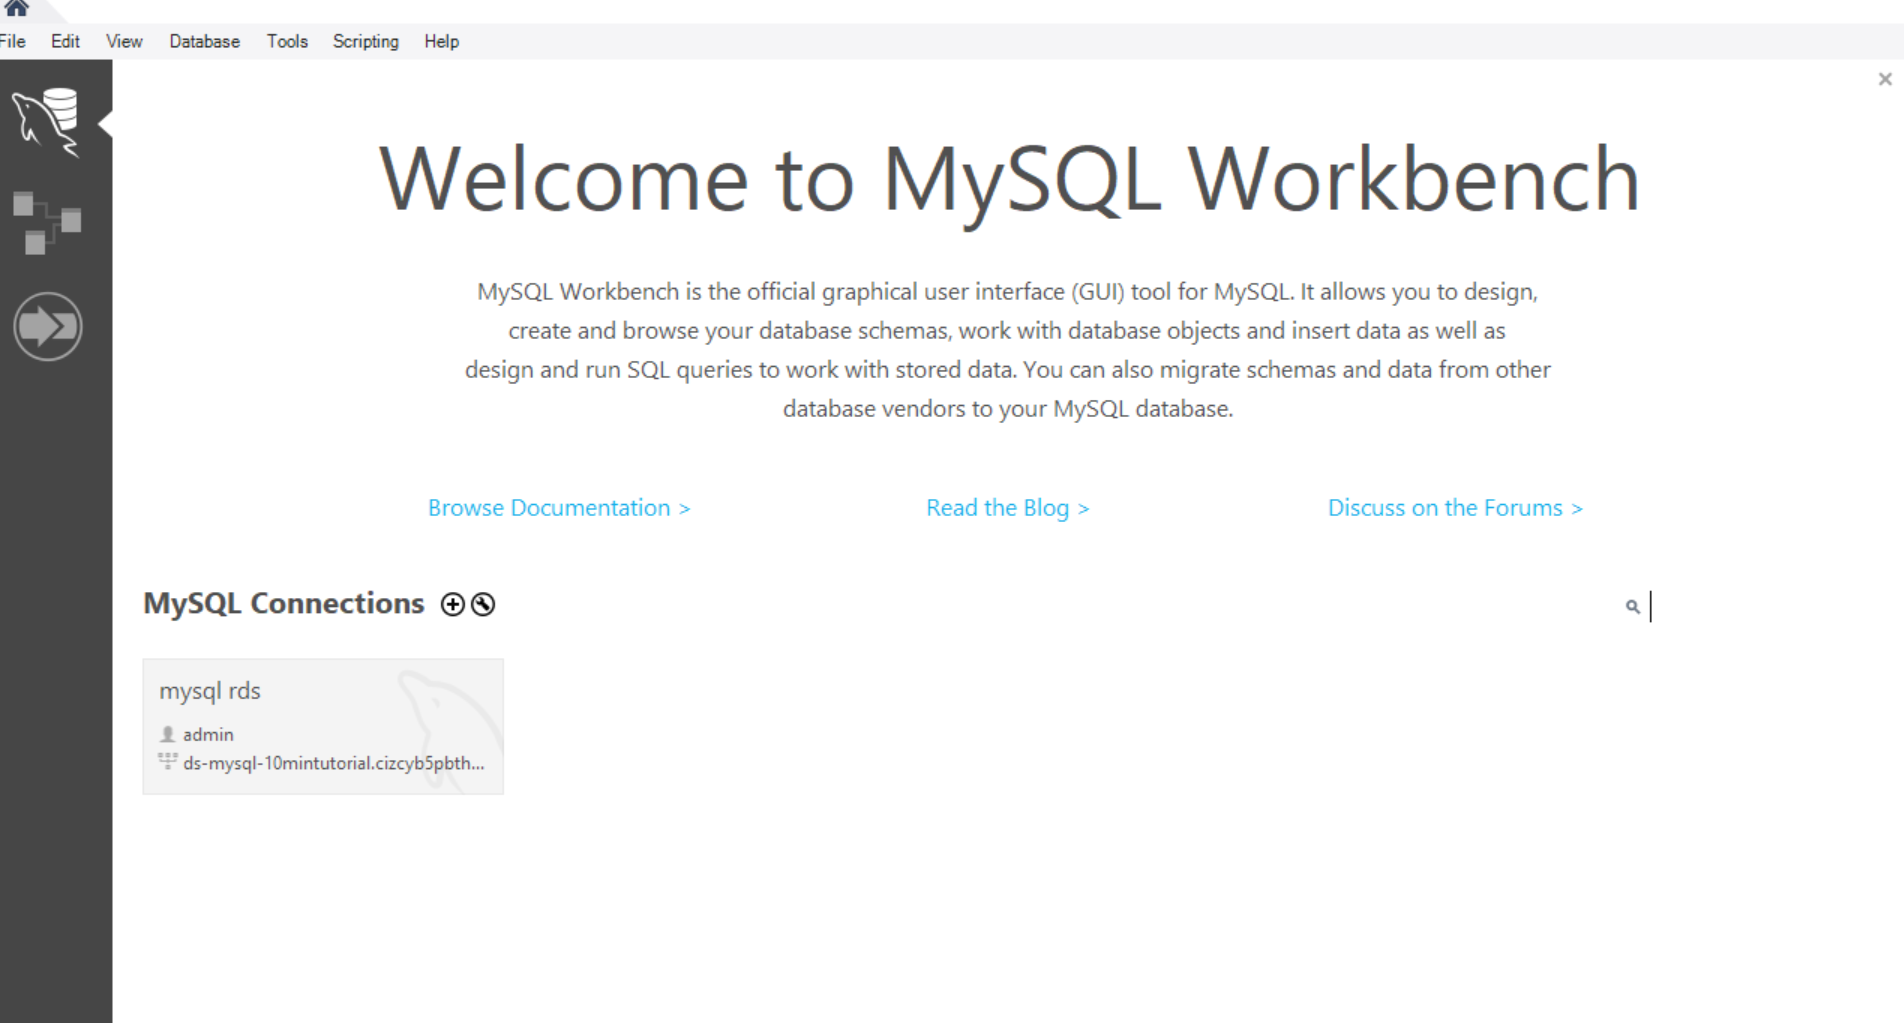 File Edit View Database Tools Scripting Help
Welcome to MySQL Workbench
MySQL Workbench is the official graphical user interface (GUI) tool for MySQL. It allows you to design,
create and browse your database schemas, work with database objects and insert data as well as
design and run SQL queries to work with stored data. You can also migrate schemas and data from other
database vendors to your MySQL database.
Browse Documentation > Read the Blog > Discuss on the Forums >
MySQL Connections
mysql rds
admin
ds-mysql-10mintutorial.cizcyb5pbth...